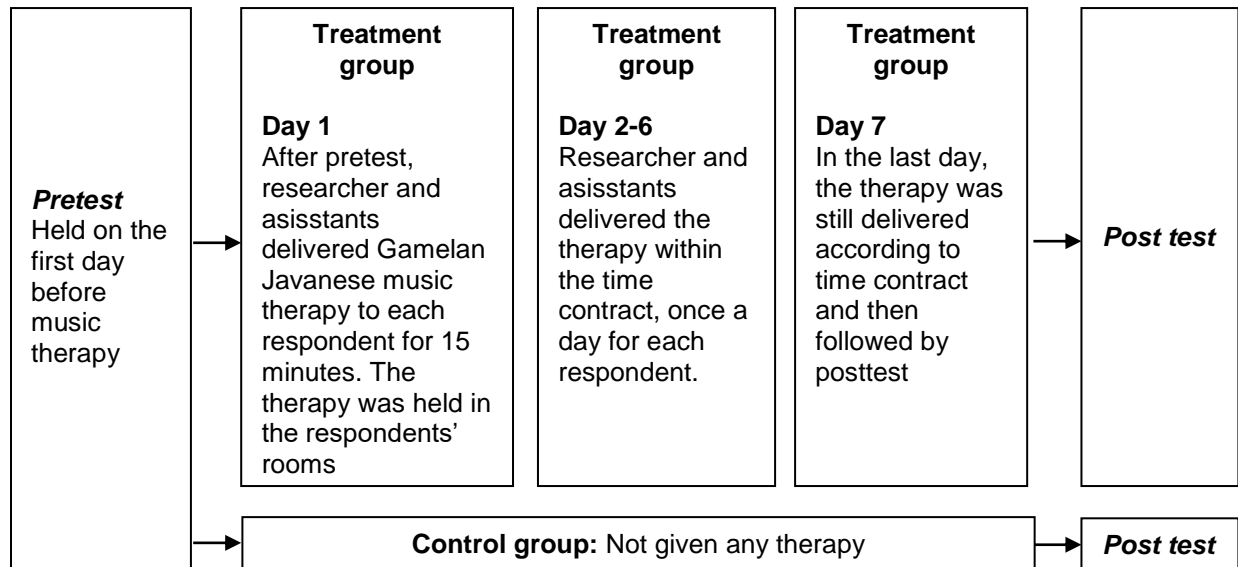 Pretest
Held on the
first day
before
music
therapy
Treatment
group
Day 1
After pretest,
researcher and
asisstants
delivered Gamelan
Javanese music
therapy to each
respondent for 15
minutes. The
therapy was held in
the respondents’
rooms
Treatment
group
Day 2-6
Researcher and
asisstants
delivered the
therapy within
the time
contract, once a
day for each
respondent.
Treatment
group
Day 7
In the last day,
the therapy was
still delivered
according to
time contract
and then
followed by
posttest
Post test
Control group: Not given any therapy
Post test